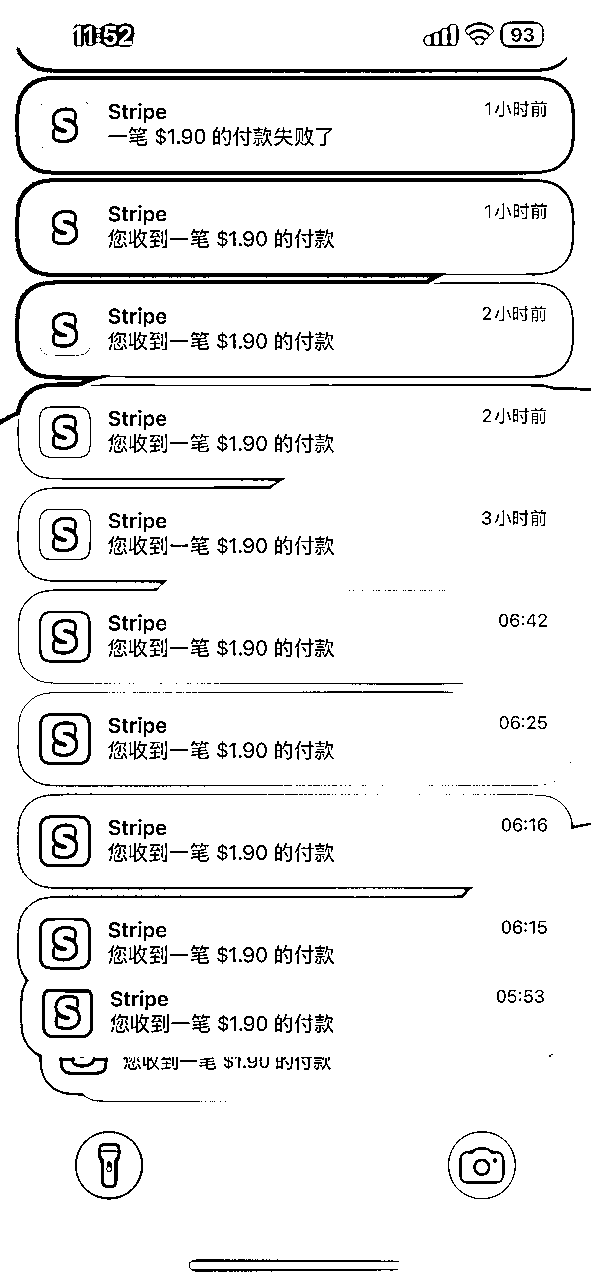 11:52
93
Stripe
1小时前
一笔 $1.90 的付款失败了
Stripe
1小时前
您收到一笔 $1.90 的付款
Stripe
2小时前
您收到一笔 $1.90 的付款
Stripe
2小时前
您收到一笔 $1.90 的付款
Stripe
3小时前
您收到一笔 $1.90 的付款
Stripe
06:42
您收到一笔 $1.90 的付款
Stripe
06:25
您收到一笔 $1.90 的付款
Stripe
06:16
您收到一笔 $1.90 的付款
Stripe
06:15
您收到一笔 $1.90 的付款
Stripe
05:53
您收到一笔 $1.90 的付款
您收到一笔 $1.90 的付款